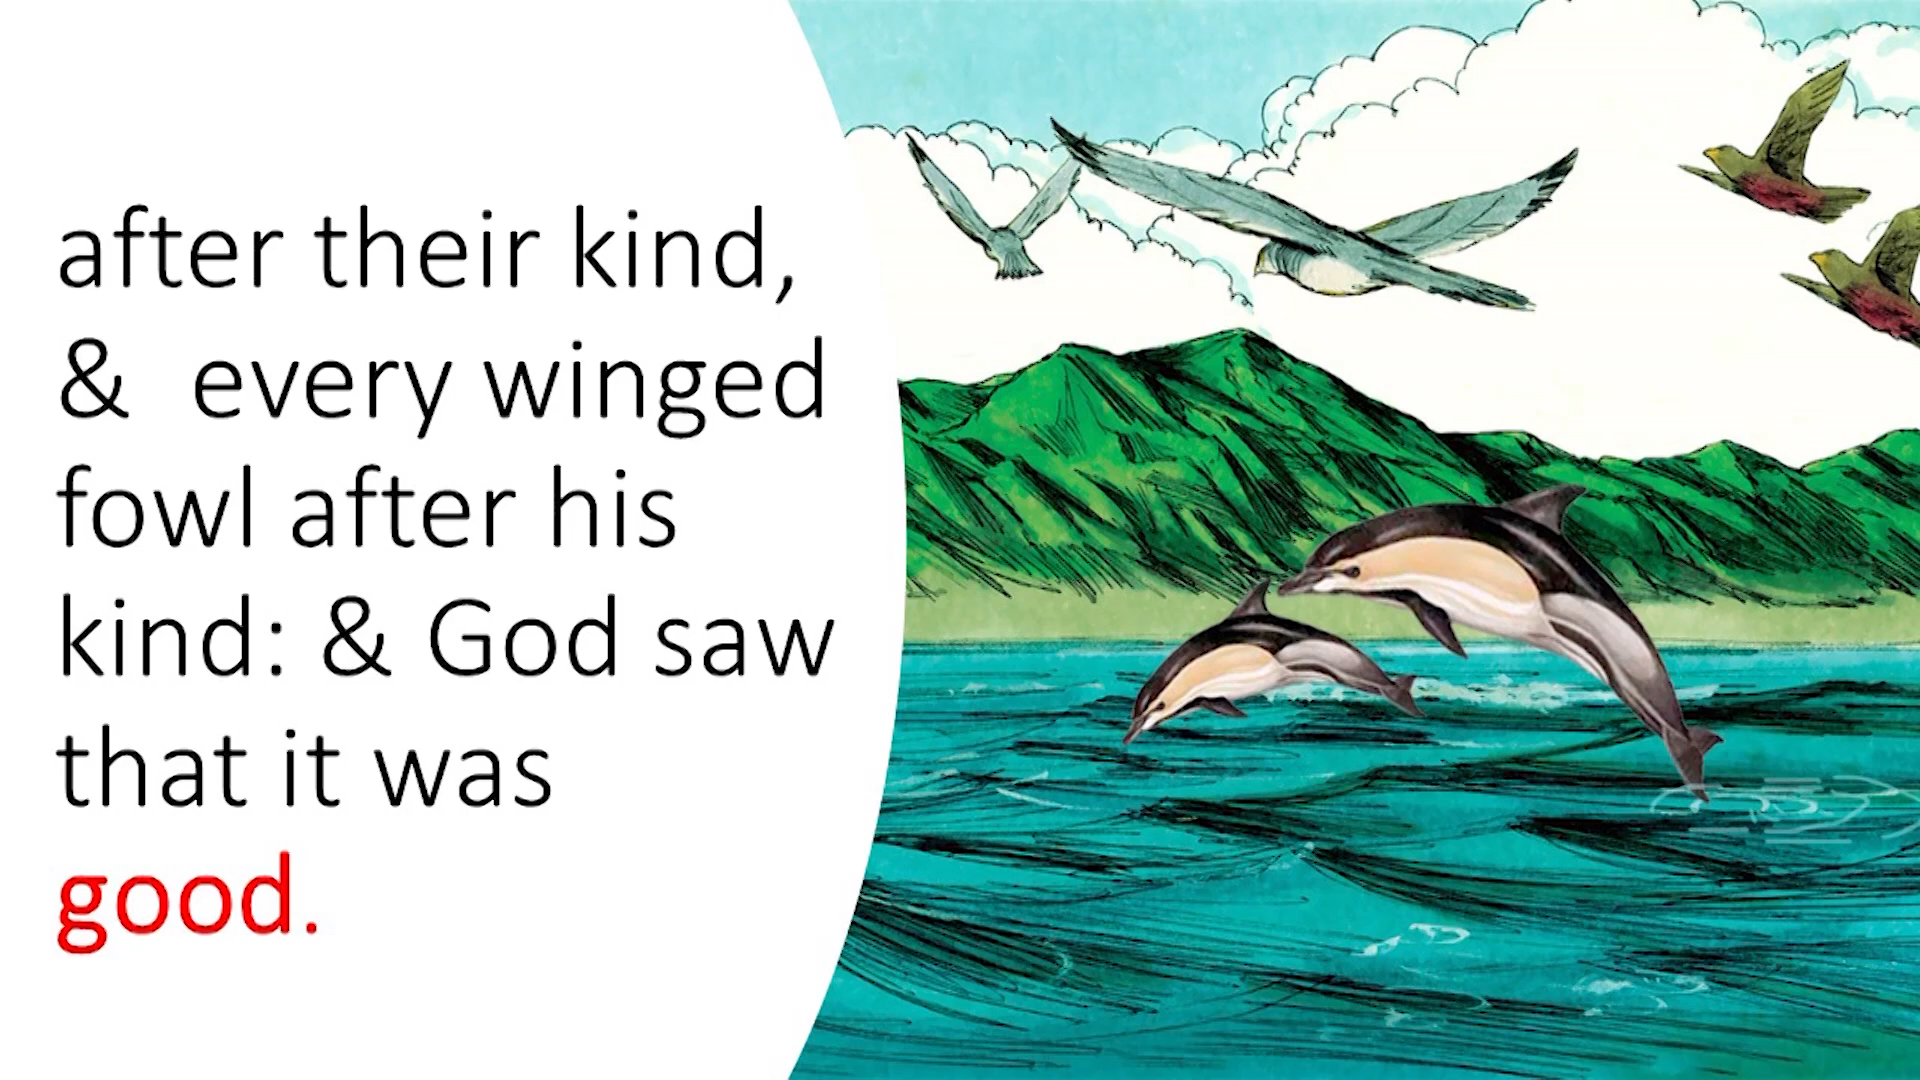 after their kind,
&  every winged
fowl after his
kind: & God saw
that it was
good.